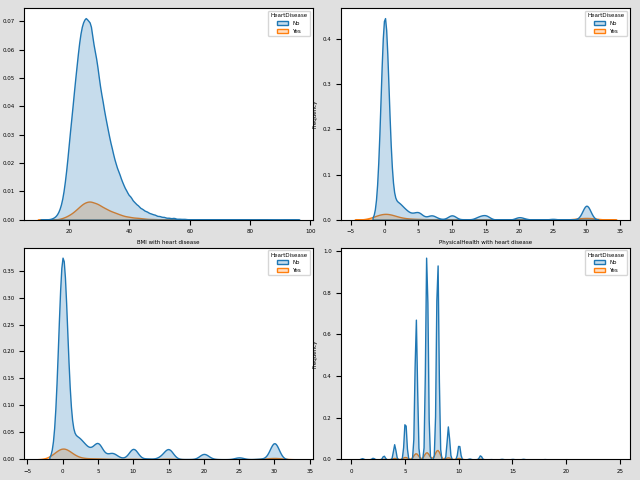 HeartDisease
No
Yes
0.07
0.06
0.05
0.04
0.03
0.02
0.01
0.00
20 40 60 80 100
BMI with heart disease
HeartDisease
No
Yes
Frequency
0.4
0.3
0.2
0.1
0.0
−5 0 5 10 15 20 25 30 35
PhysicalHealth with heart disease
HeartDisease
No
Yes
0.35
0.30
0.25
0.20
0.15
0.10
0.05
0.00
−5 0 5 10 15 20 25 30 35
HeartDisease
No
Yes
Frequency
1.0
0.8
0.6
0.4
0.2
0.0
0 5 10 15 20 25